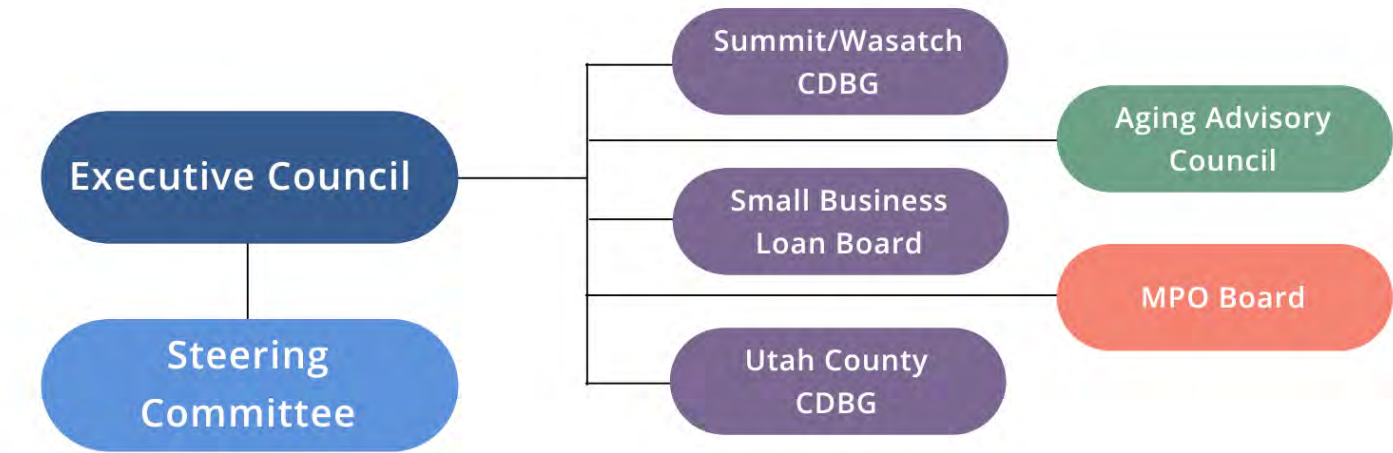 Executive Council
Steering
Committee
Summit/Wasatch
CDBG
Aging Advisory
Council
Small Business
Loan Board
MPO Board
Utah County
CDBG